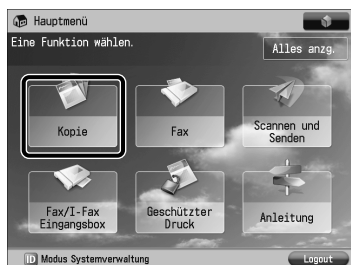 Hauptmenü
Eine Funktion wählen.
Alles anzg.
Kopie
Fax
Scannen und
Senden
Fax/I-Fax
Eingangsbox
Geschützter
Druck
Anleitung
ID Modus Systemverwaltung
Logout